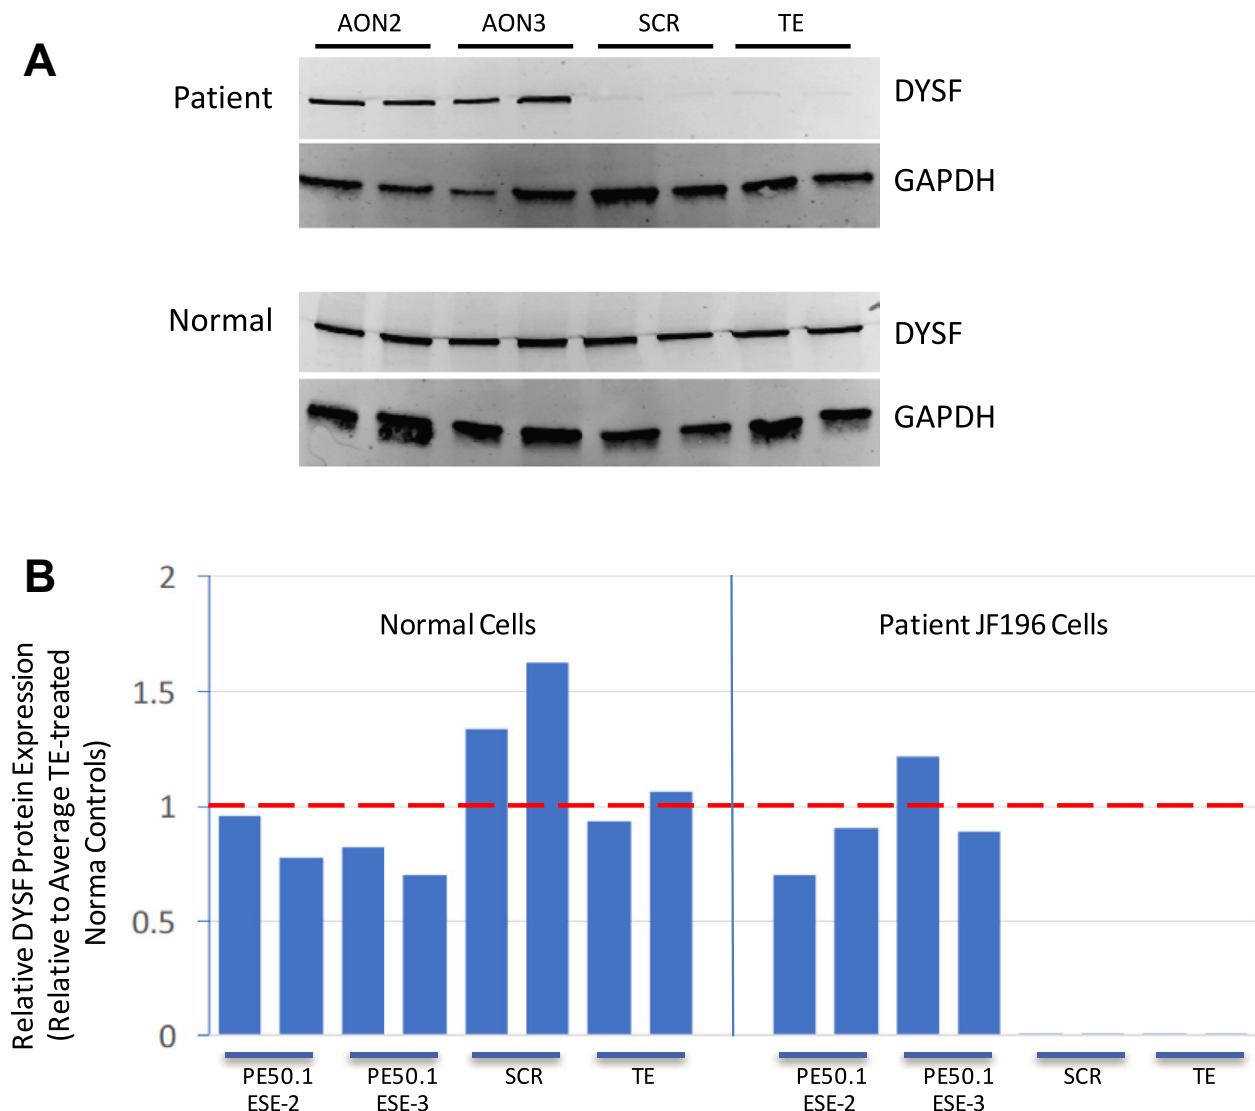 A
AON2 AON3 SCR TE
Patient
DYSF
GAPDH
Normal
DYSF
GAPDH
B
Relative DYSF Protein Expression
(Relative to Average TE-treated
Norma Controls)
2
1.5
1
0.5
0
Normal Cells
Patient JF196 Cells
PE50.1 PE50.1 SCR TE PE50.1 PE50.1 SCR TE
ESE-2 ESE-3 ESE-2 ESE-3